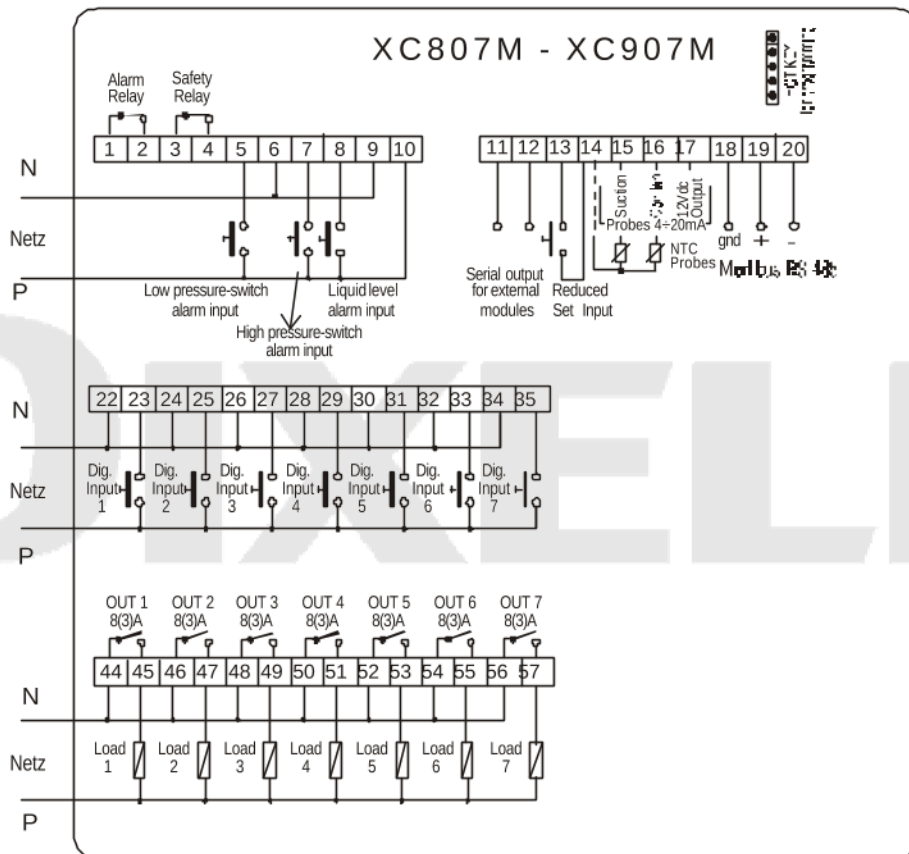 XC807M - XC907M
Alarm
Relay
Safety
Relay
1 2 3 4 5 6 7 8 9 10
11 12 13 14 15 16 17 18 19 20
N
Netz
P
Suction
12Vdc
Output
Probes 4÷20mA
NTC
Probes
gnd + -
Low pressure-switch
alarm input
High pressure-switch
alarm input
Liquid level
alarm input
Serial output
for external
modules
Reduced
Set Input
DIXELL
N
22 23 24 25 26 27 28 29 30 31 32 33 34 35
Netz
Dig.
Input
1
Dig.
Input
2
Dig.
Input
3
Dig.
Input
4
Dig.
Input
5
Dig.
Input
6
Dig.
Input
7
P
OUT 1
8(3)A
OUT 2
8(3)A
OUT 3
8(3)A
OUT 4
8(3)A
OUT 5
8(3)A
OUT 6
8(3)A
OUT 7
8(3)A
44 45 46 47 48 49 50 51 52 53 54 55 56 57
N
Netz
Load
1
Load
2
Load
3
Load
4
Load
5
Load
6
Load
7
P